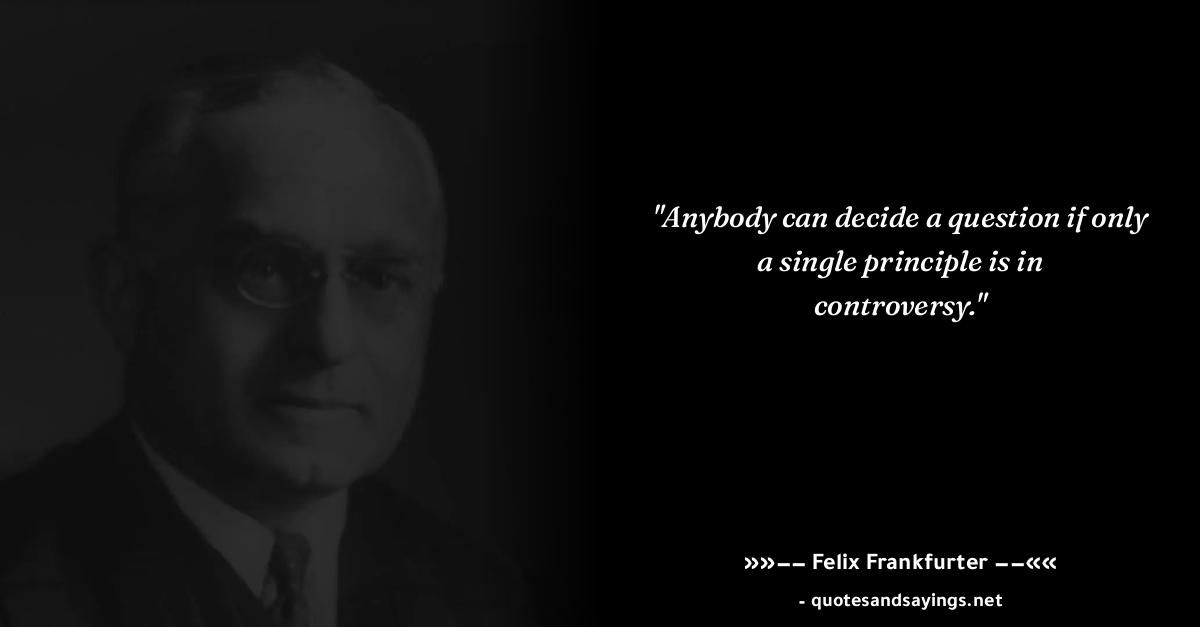 "Anybody can decide a question if only
a single principle is in
controversy."
»»−− Felix Frankfurter −−««
- quotesandsayings.net